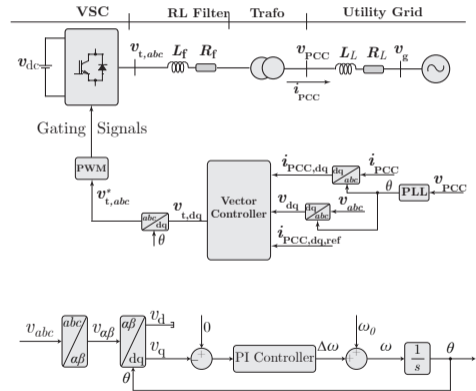 VSC RL Filter Trafo Utility Grid
v_dc v_t,abc L_f R_f v_PCC L_L R_L v_g
i_PCC
Gating Signals
PWM
v*_t,abc
abc dq
θ
v_t,dq
Vector Controller
i_PCC,dq dq abc i_PCC
θ PLL v_PCC
v_dq dq abc v_abc
i_PCC,dq,ref
v_abc abc αβ v_αβ αβ dq v_d
v_q 0 − + PI Controller Δω ω_0 + + ω 1/s θ
θ